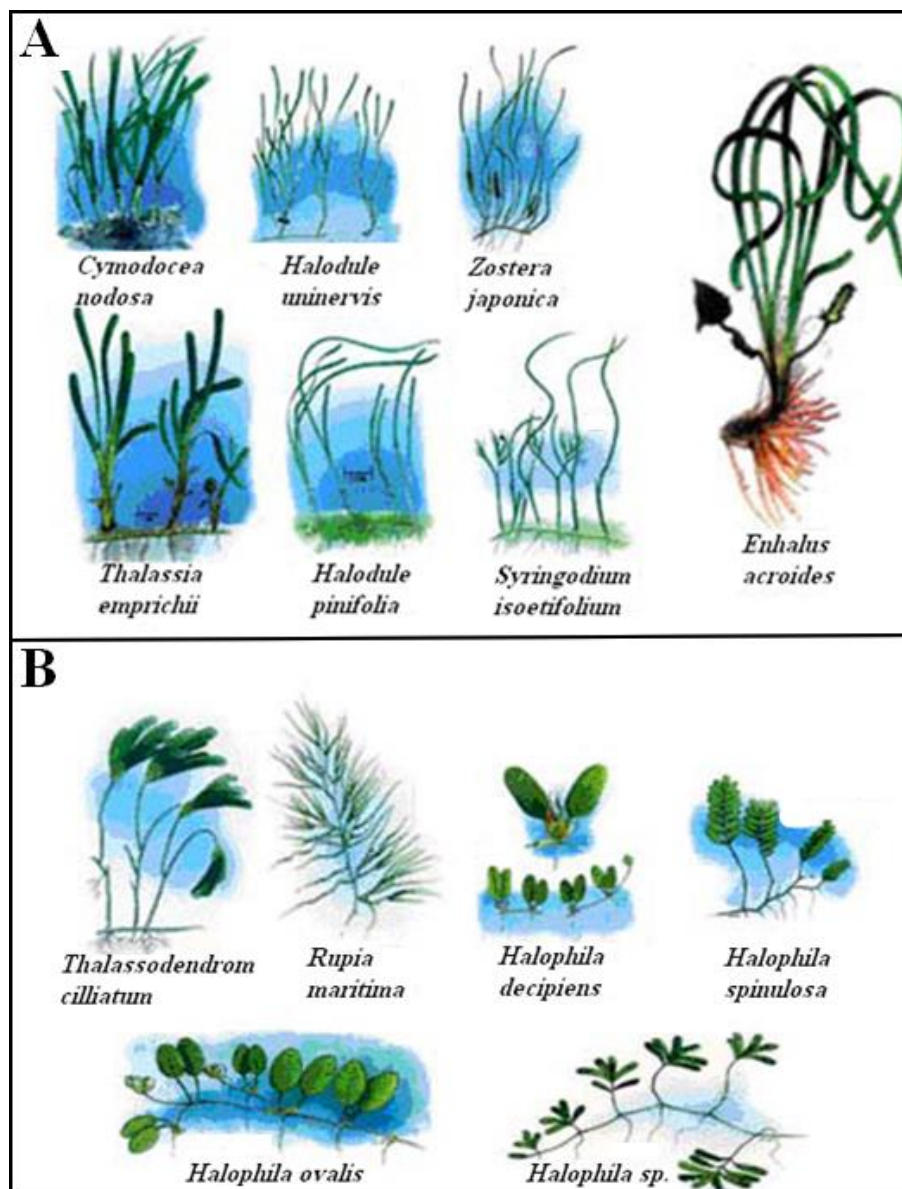 A
Cymodocea
nodosa
Halodule
uninervis
Zostera
japonica
Thalassia
emprichii
Halodule
pinifolia
Syringodium
isoetifolium
Enhalus
acroides
B
Thalassodendrom
cilliatum
Rupia
maritima
Halophila
decipiens
Halophila
spinulosa
Halophila ovalis
Halophila sp.